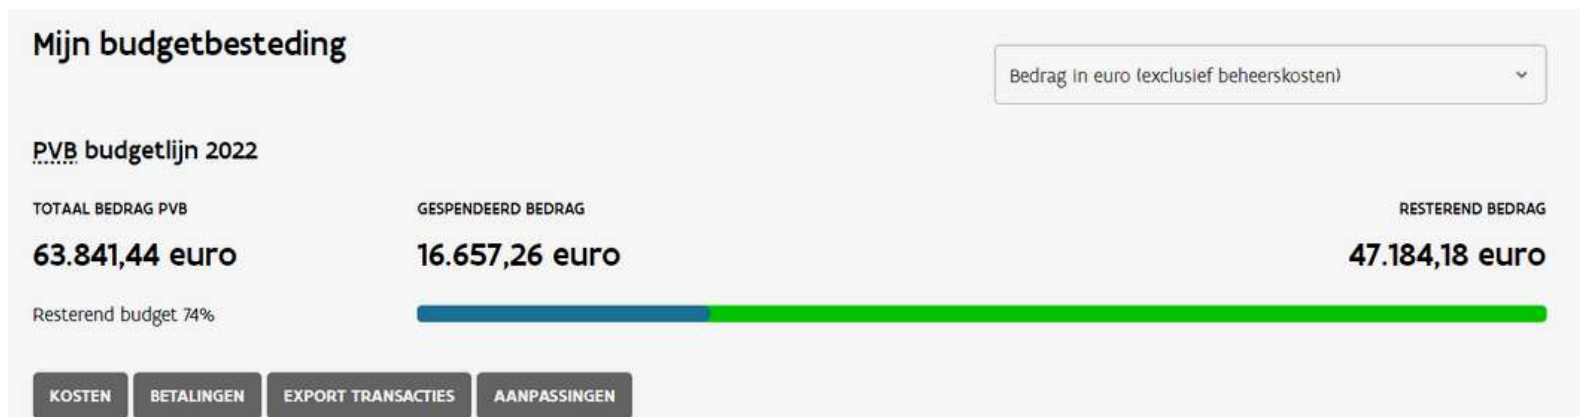 Mijn budgetbesteding
Bedrag in euro (exclusief beheerskosten)
PVB budgetlijn 2022
TOTAAL BEDRAG PVB
GESPENDEERD BEDRAG
RESTEREND BEDRAG
63.841,44 euro
16.657,26 euro
47.184,18 euro
Resterend budget 74%
KOSTEN
BETALINGEN
EXPORT TRANSACTIES
AANPASSINGEN